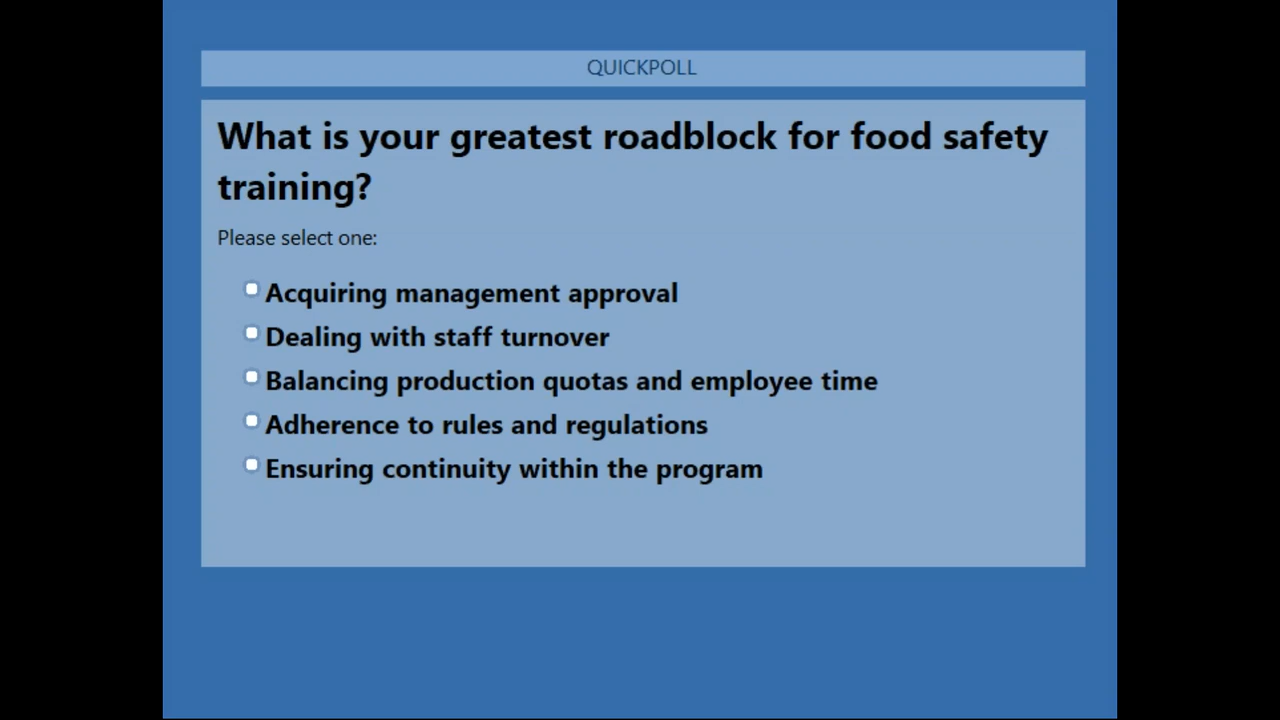 QUICKPOLL
What is your greatest roadblock for food safety
training?
Please select one:
Acquiring management approval
Dealing with staff turnover
Balancing production quotas and employee time
Adherence to rules and regulations
Ensuring continuity within the program